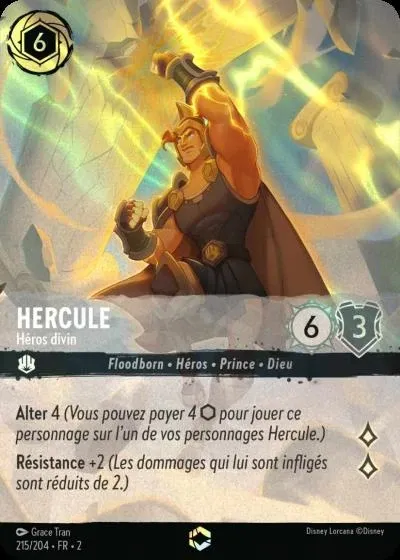 6
HERCULE
Héros divin
6
3
Floodborn • Héros • Prince • Dieu
Alter 4 (Vous pouvez payer 4 pour jouer ce
personnage sur l'un de vos personnages Hercule.)
Résistance +2 (Les dommages qui lui sont infligés
sont réduits de 2.)
Grace Tran
215/204 • FR • 2
Disney Lorcana ©Disney